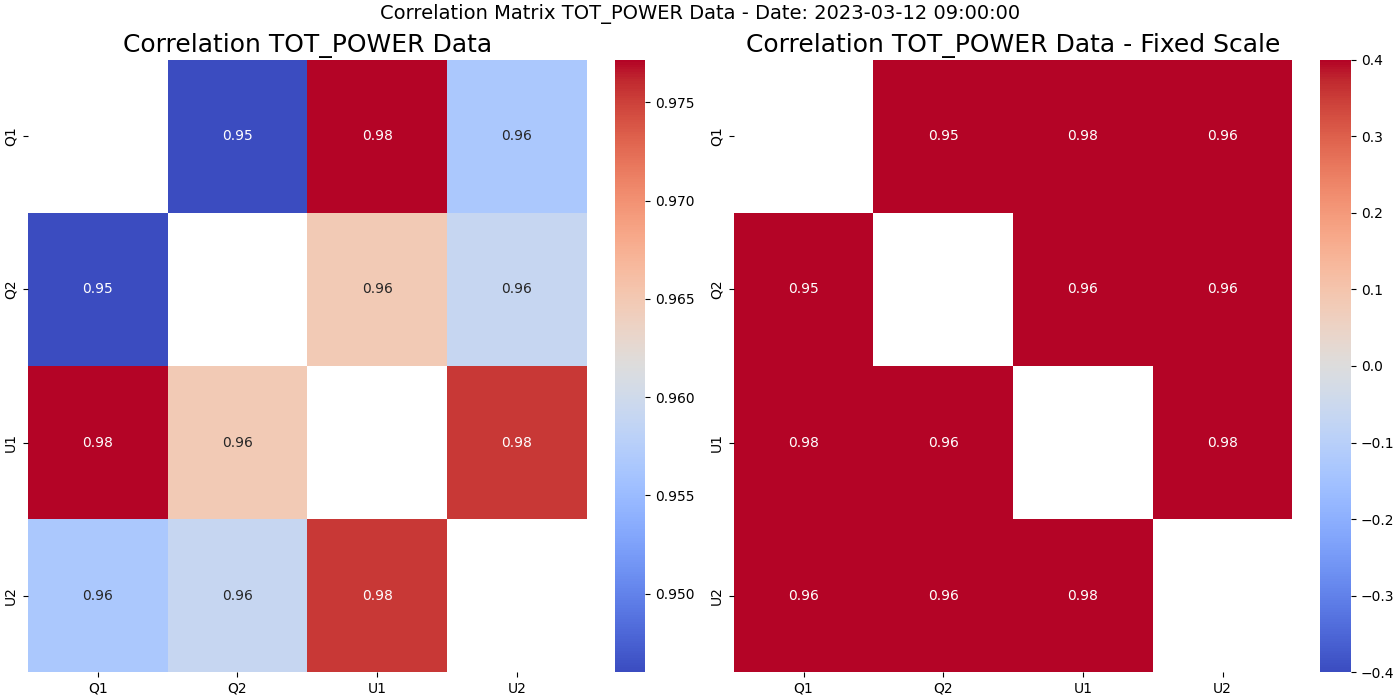 Correlation Matrix TOT_POWER Data - Date: 2023-03-12 09:00:00
Correlation TOT_POWER Data
Q1
0.95
0.98
0.96
Q2
0.95
0.96
0.96
U1
0.98
0.96
0.98
U2
0.96
0.96
0.98
Q1
Q2
U1
U2
0.975
0.970
0.965
0.960
0.955
0.950
Correlation TOT_POWER Data - Fixed Scale
Q1
0.95
0.98
0.96
Q2
0.95
0.96
0.96
U1
0.98
0.96
0.98
U2
0.96
0.96
0.98
Q1
Q2
U1
U2
0.4
0.3
0.2
0.1
0.0
−0.1
−0.2
−0.3
−0.4